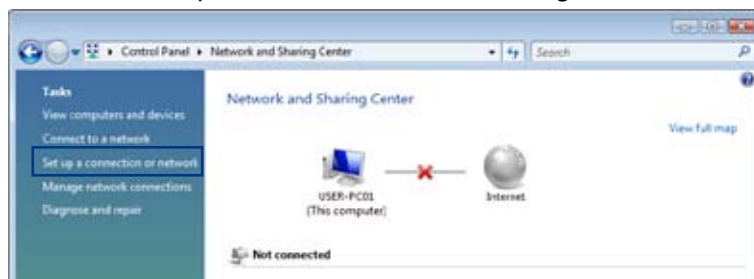 Control Panel ▸ Network and Sharing Center
Search
Tasks
View computers and devices
Connect to a network
Set up a connection or network
Manage network connections
Diagnose and repair
Network and Sharing Center
View full map
USER-PC01
(This computer)
Internet
Not connected